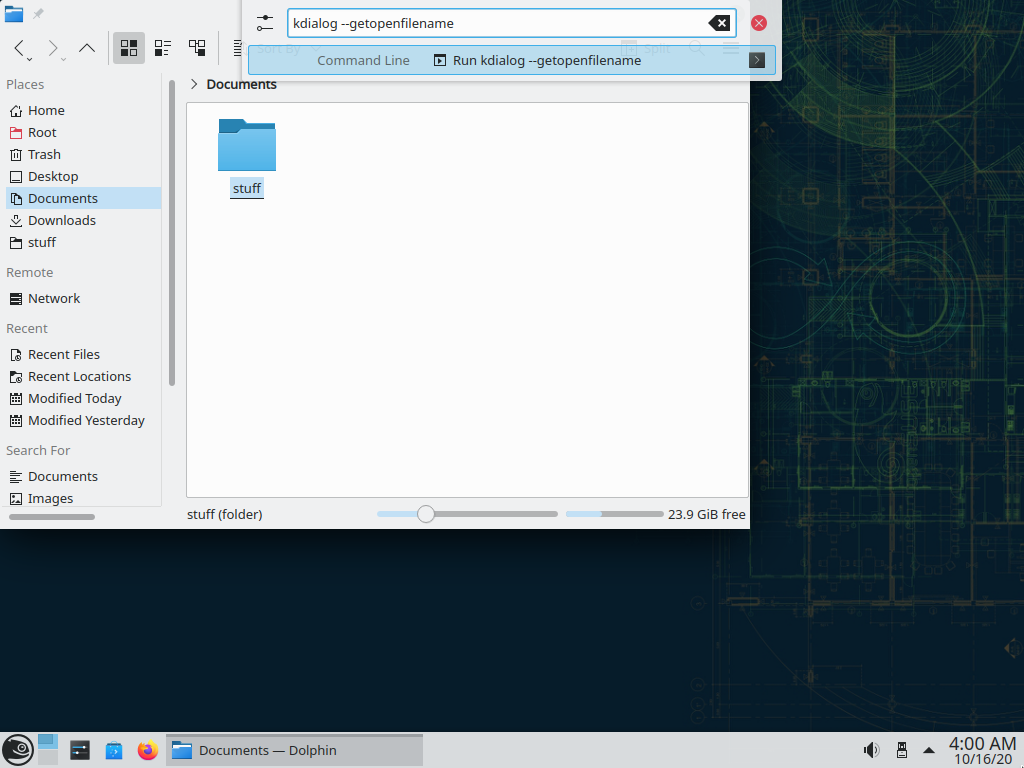 kdialog --getopenfilename
Sort By
Split
Command Line
Run kdialog --getopenfilename
Places
Documents
Home
Root
Trash
Desktop
Documents
Downloads
stuff
stuff
Remote
Network
Recent
Recent Files
Recent Locations
Modified Today
Modified Yesterday
Search For
Documents
Images
stuff (folder)
23.9 GiB free
Documents — Dolphin
4:00 AM
10/16/20